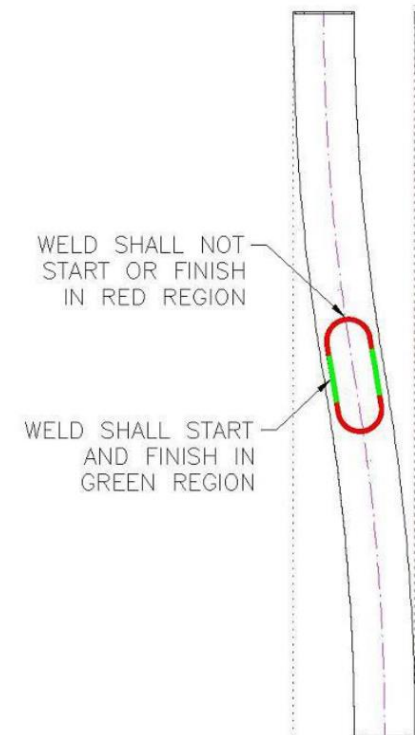 WELD SHALL NOT
START OR FINISH
IN RED REGION
WELD SHALL START
AND FINISH IN
GREEN REGION